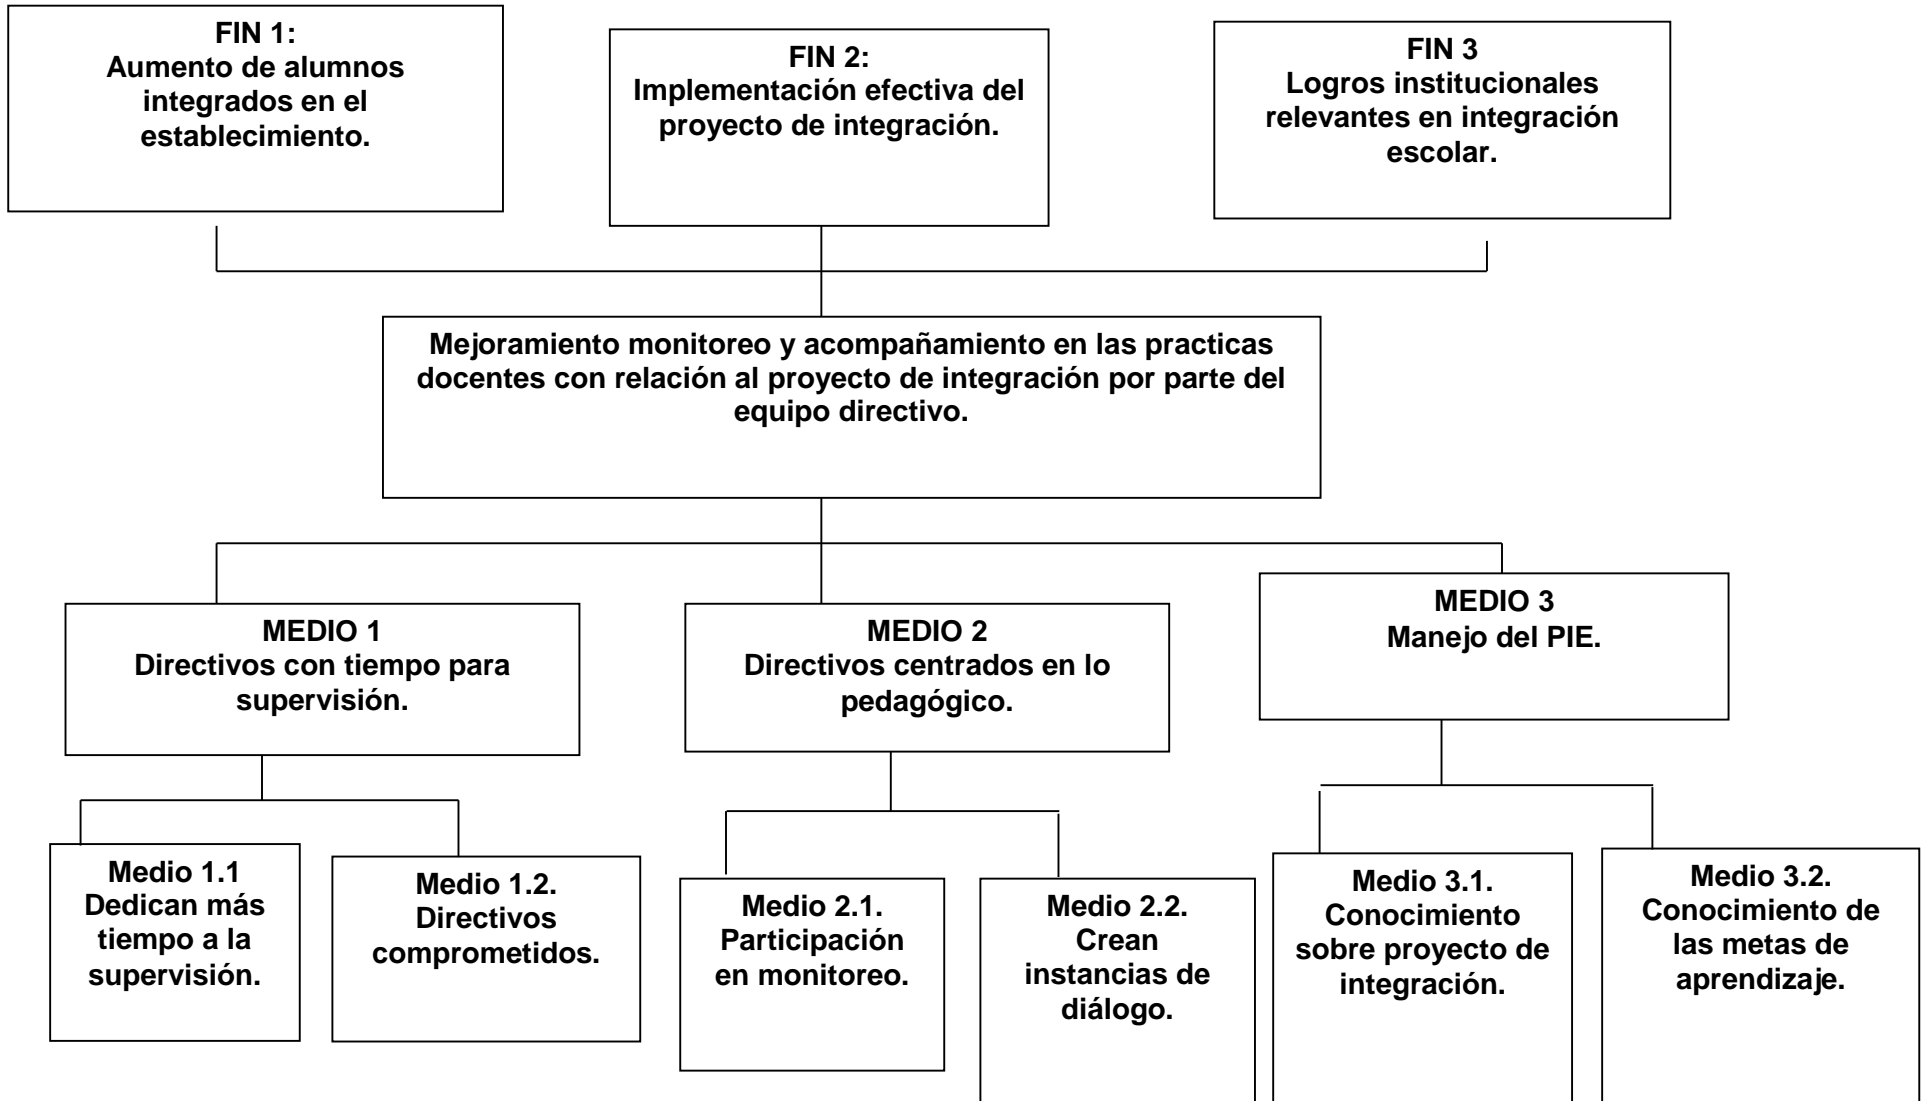 FIN 1:
Aumento de alumnos
integrados en el
establecimiento.
FIN 2:
Implementación efectiva del
proyecto de integración.
FIN 3
Logros institucionales
relevantes en integración
escolar.
Mejoramiento monitoreo y acompañamiento en las practicas
docentes con relación al proyecto de integración por parte del
equipo directivo.
MEDIO 1
Directivos con tiempo para
supervisión.
MEDIO 2
Directivos centrados en lo
pedagógico.
MEDIO 3
Manejo del PIE.
Medio 1.1
Dedican más
tiempo a la
supervisión.
Medio 1.2.
Directivos
comprometidos.
Medio 2.1.
Participación
en monitoreo.
Medio 2.2.
Crean
instancias de
diálogo.
Medio 3.1.
Conocimiento
sobre proyecto de
integración.
Medio 3.2.
Conocimiento de
las metas de
aprendizaje.